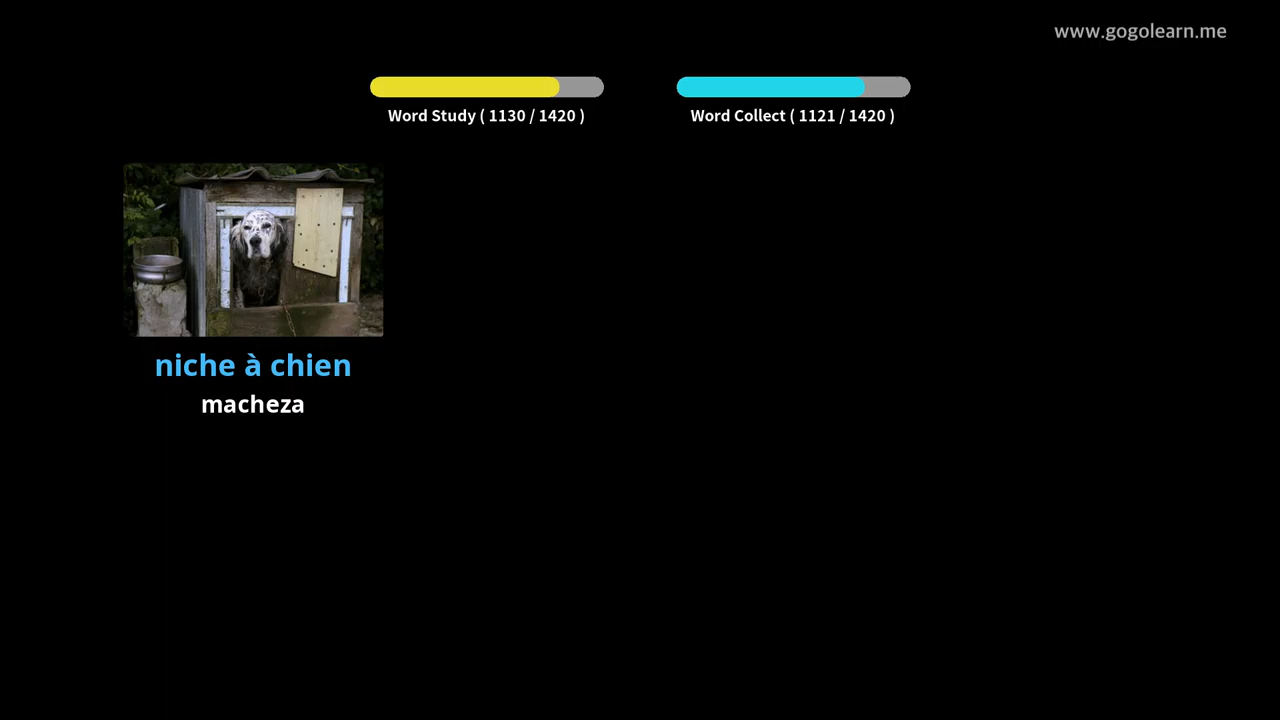 www.gogolearn.me
Word Study ( 1130 / 1420 )
Word Collect ( 1121 / 1420 )
niche à chien
macheza